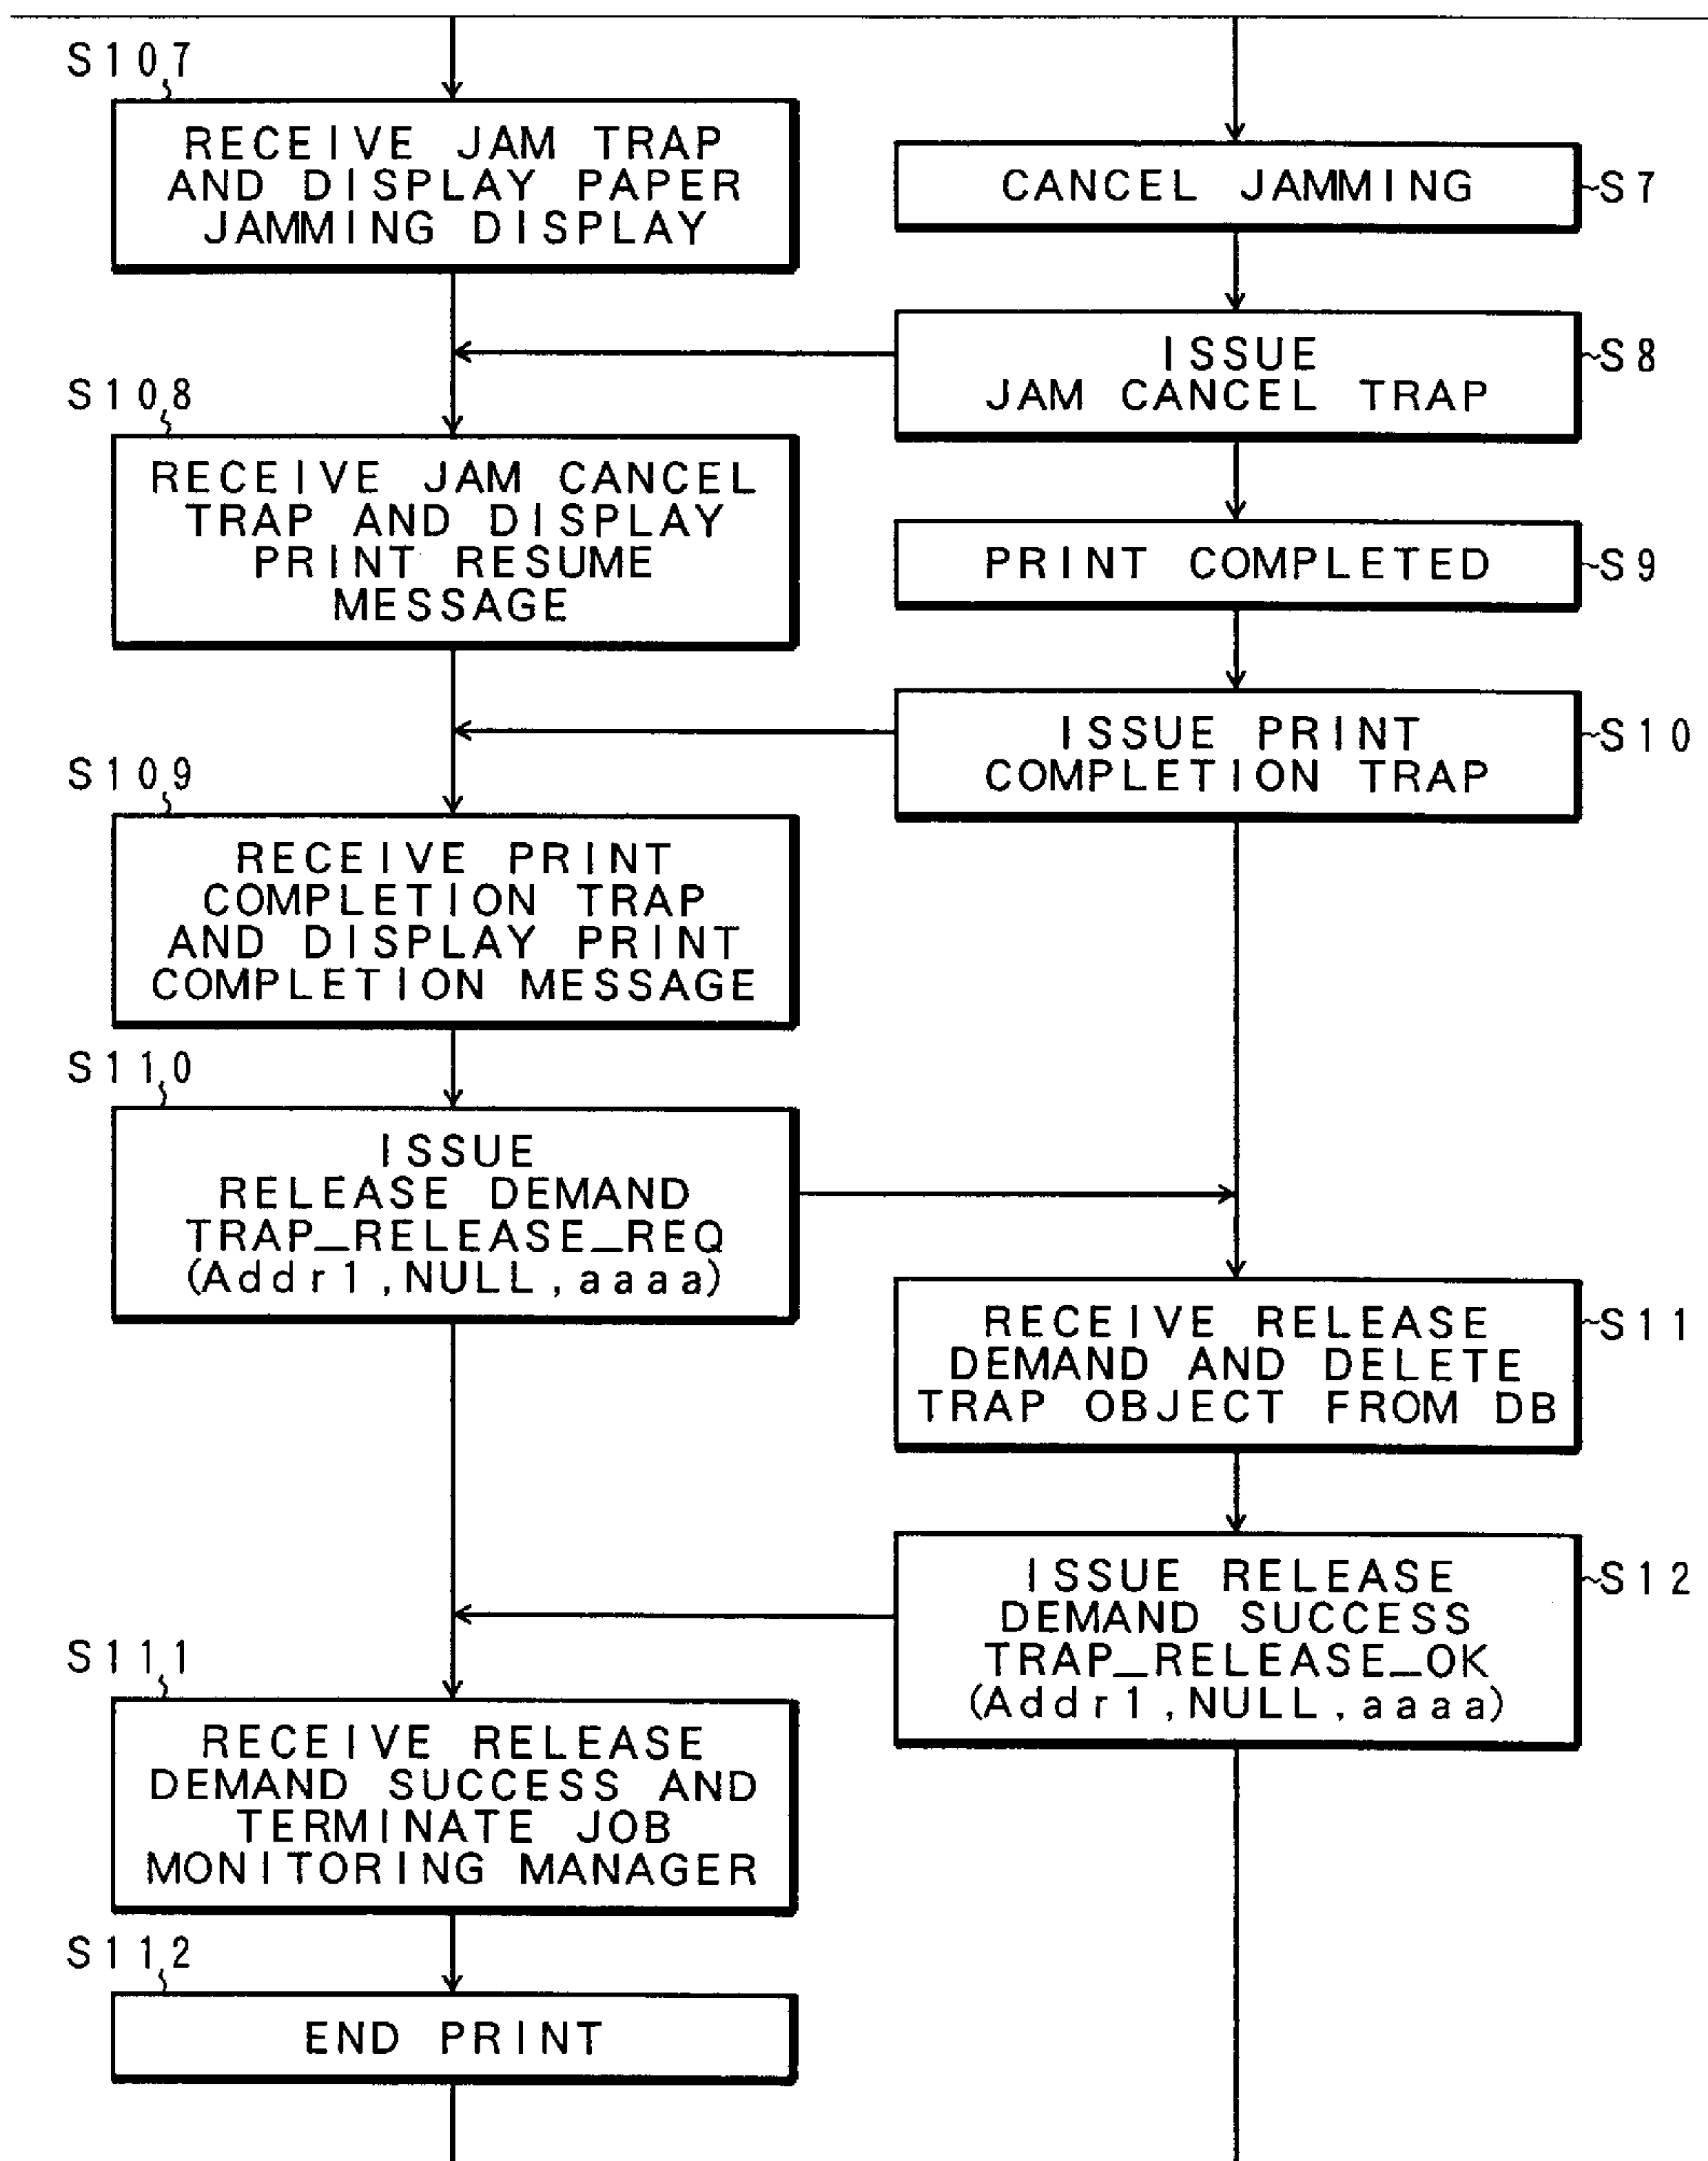 S107
RECEIVE JAM TRAP
AND DISPLAY PAPER
JAMMING DISPLAY
CANCEL JAMMING
S7
ISSUE
JAM CANCEL TRAP
S8
S108
RECEIVE JAM CANCEL
TRAP AND DISPLAY
PRINT RESUME
MESSAGE
PRINT COMPLETED
S9
ISSUE PRINT
COMPLETION TRAP
S10
S109
RECEIVE PRINT
COMPLETION TRAP
AND DISPLAY PRINT
COMPLETION MESSAGE
S110
ISSUE
RELEASE DEMAND
TRAP_RELEASE_REQ
(Addr1,NULL,aaaa)
RECEIVE RELEASE
DEMAND AND DELETE
TRAP OBJECT FROM DB
S11
ISSUE RELEASE
DEMAND SUCCESS
TRAP_RELEASE_OK
(Addr1,NULL,aaaa)
S12
S111
RECEIVE RELEASE
DEMAND SUCCESS AND
TERMINATE JOB
MONITORING MANAGER
S112
END PRINT